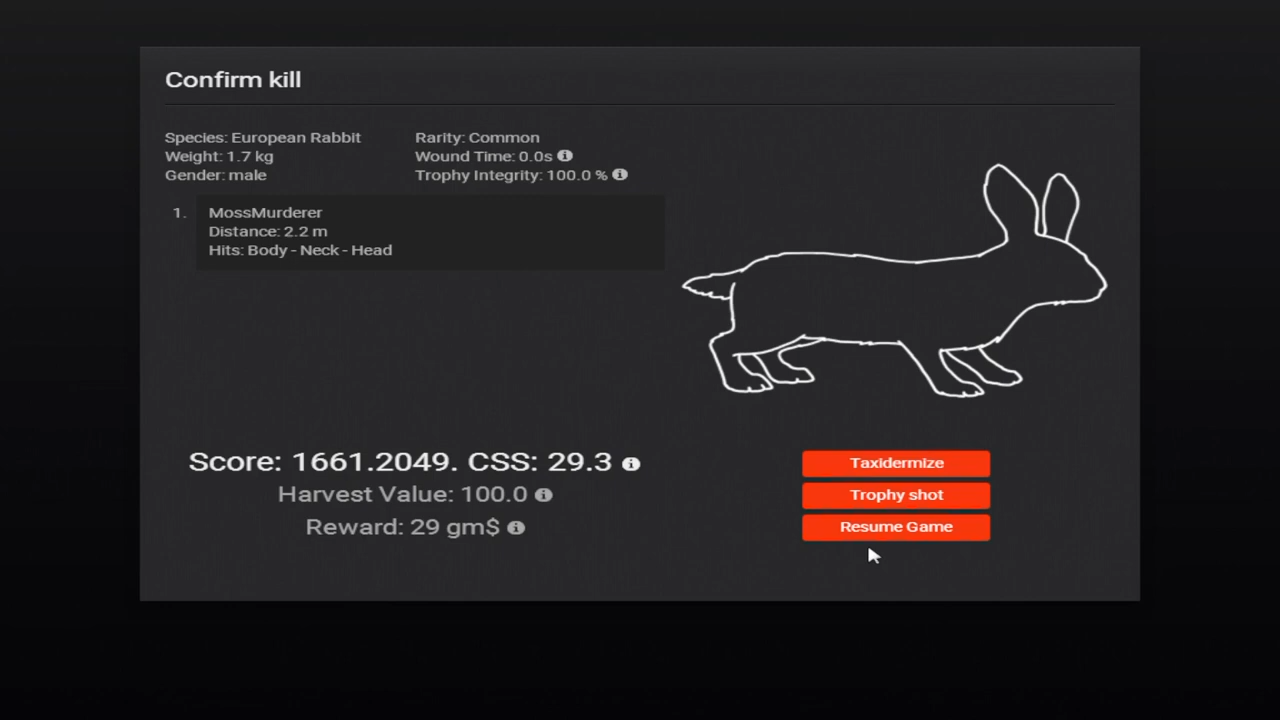 Confirm kill
Species: European Rabbit
Weight: 1.7 kg
Gender: male
Rarity: Common
Wound Time: 0.0s
Trophy Integrity: 100.0 %
1.
MossMurderer
Distance: 2.2 m
Hits: Body - Neck - Head
Score: 1661.2049. CSS: 29.3
Harvest Value: 100.0
Reward: 29 gm$
Taxidermize
Trophy shot
Resume Game